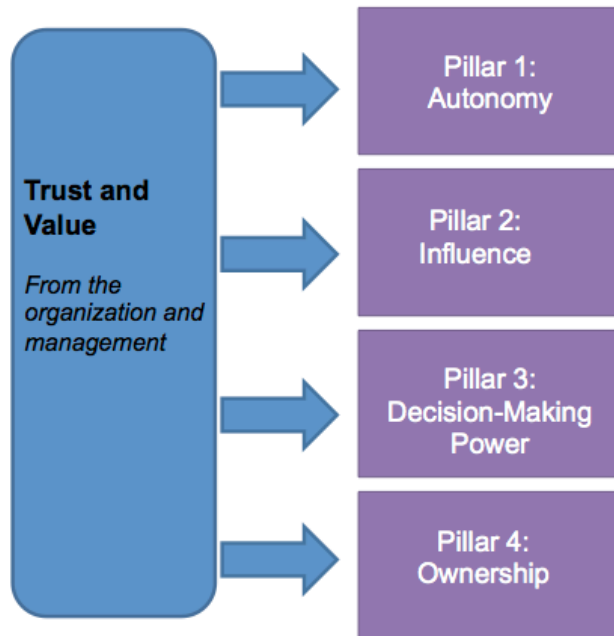 Trust and
Value
From the
organization and
management
Pillar 1:
Autonomy
Pillar 2:
Influence
Pillar 3:
Decision-Making
Power
Pillar 4:
Ownership